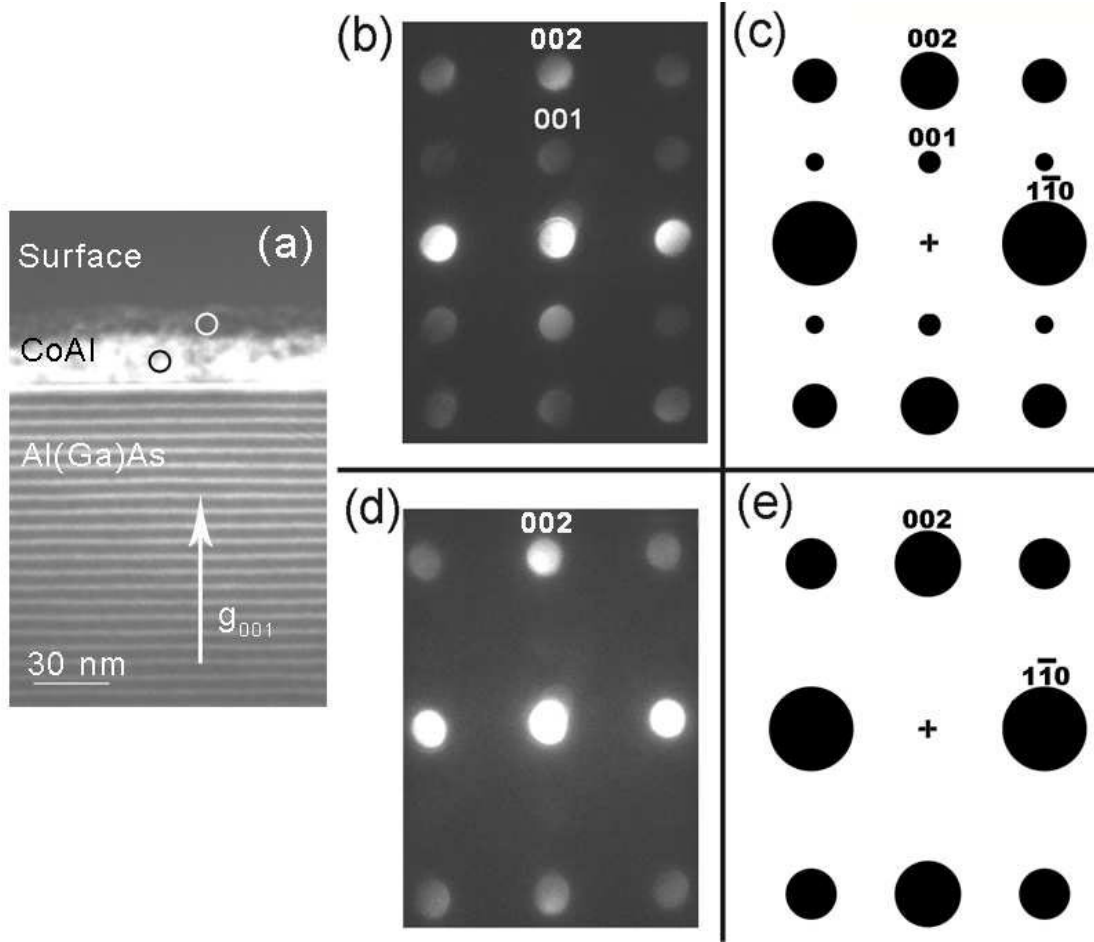 (a)
Surface
CoAl
Al(Ga)As
g001
30 nm
(b)
002
001
(c)
002
001
11̅0
(d)
002
(e)
002
11̅0